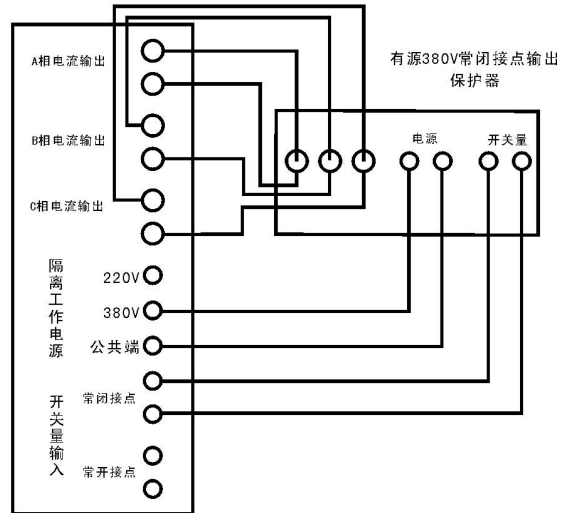 A相电流输出
B相电流输出
C相电流输出
隔离工作电源
220V
380V
公共端
开关量输入
常闭接点
常开接点
有源380V常闭接点输出
保护器
电源
开关量